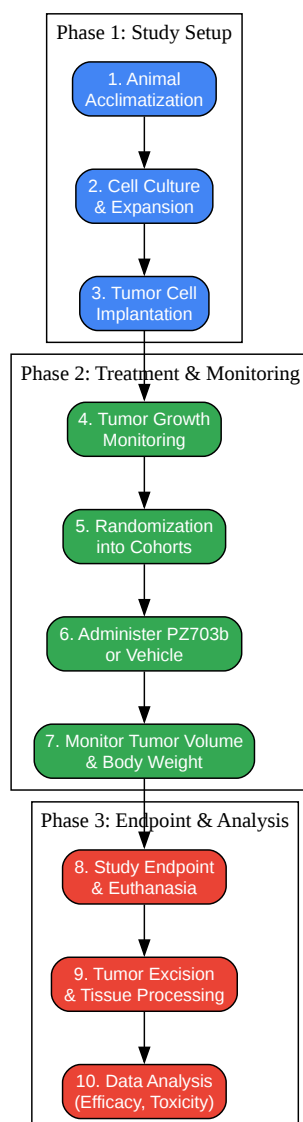 Phase 1: Study Setup
1. Animal
Acclimatization
2. Cell Culture
& Expansion
3. Tumor Cell
Implantation
Phase 2: Treatment & Monitoring
4. Tumor Growth
Monitoring
5. Randomization
into Cohorts
6. Administer PZ703b
or Vehicle
7. Monitor Tumor Volume
& Body Weight
Phase 3: Endpoint & Analysis
8. Study Endpoint
& Euthanasia
9. Tumor Excision
& Tissue Processing
10. Data Analysis
(Efficacy, Toxicity)